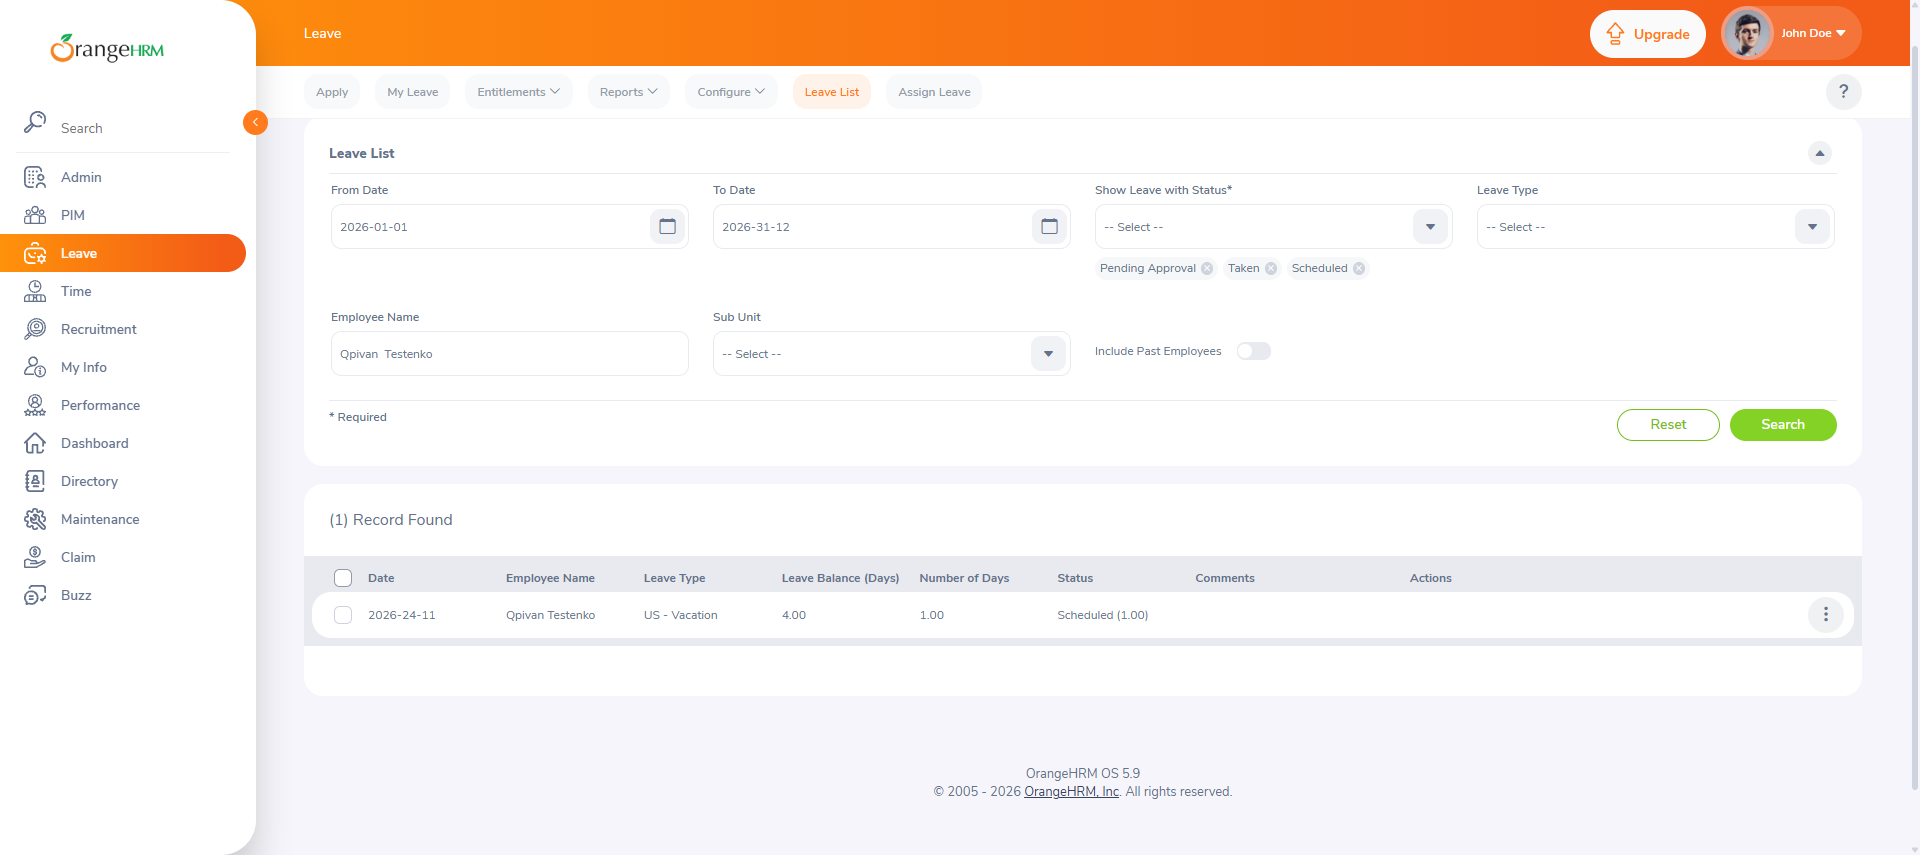 OrangeHRM
Leave
Upgrade
John Doe
Search
Admin
PIM
Leave
Time
Recruitment
My Info
Performance
Dashboard
Directory
Maintenance
Claim
Buzz
Apply
My Leave
Entitlements
Reports
Configure
Leave List
Assign Leave
?
Leave List
From Date
To Date
Show Leave with Status*
Leave Type
2026-01-01
2026-31-12
-- Select --
-- Select --
Pending Approval
Taken
Scheduled
Employee Name
Sub Unit
Qpivan  Testenko
-- Select --
Include Past Employees
* Required
Reset
Search
(1) Record Found
Date
Employee Name
Leave Type
Leave Balance (Days)
Number of Days
Status
Comments
Actions
2026-24-11
Qpivan Testenko
US - Vacation
4.00
1.00
Scheduled (1.00)
OrangeHRM OS 5.9
© 2005 - 2026 OrangeHRM, Inc. All rights reserved.